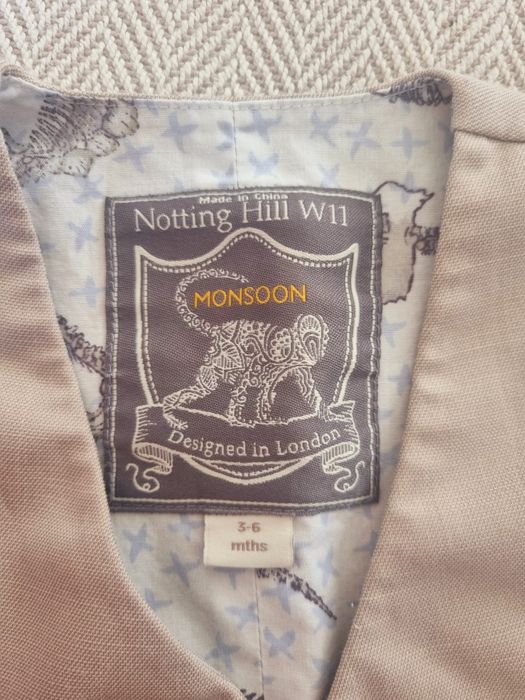 Made in China
Notting Hill W11
MONSOON
Designed in London
3-6
mths